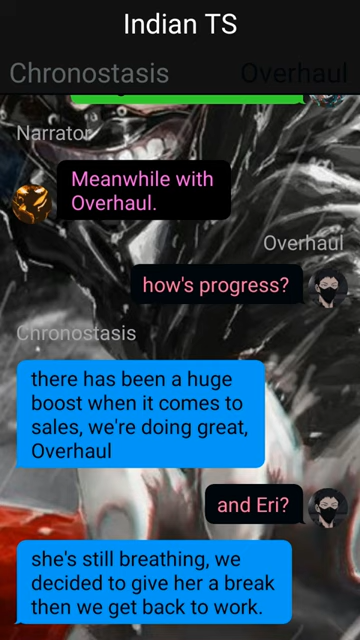 Indian TS
Chronostasis
Overhaul
Narrator
Meanwhile with
Overhaul.
Overhaul
how's progress?
Chronostasis
there has been a huge
boost when it comes to
sales, we're doing great,
Overhaul
and Eri?
she's still breathing, we
decided to give her a break
then we get back to work.